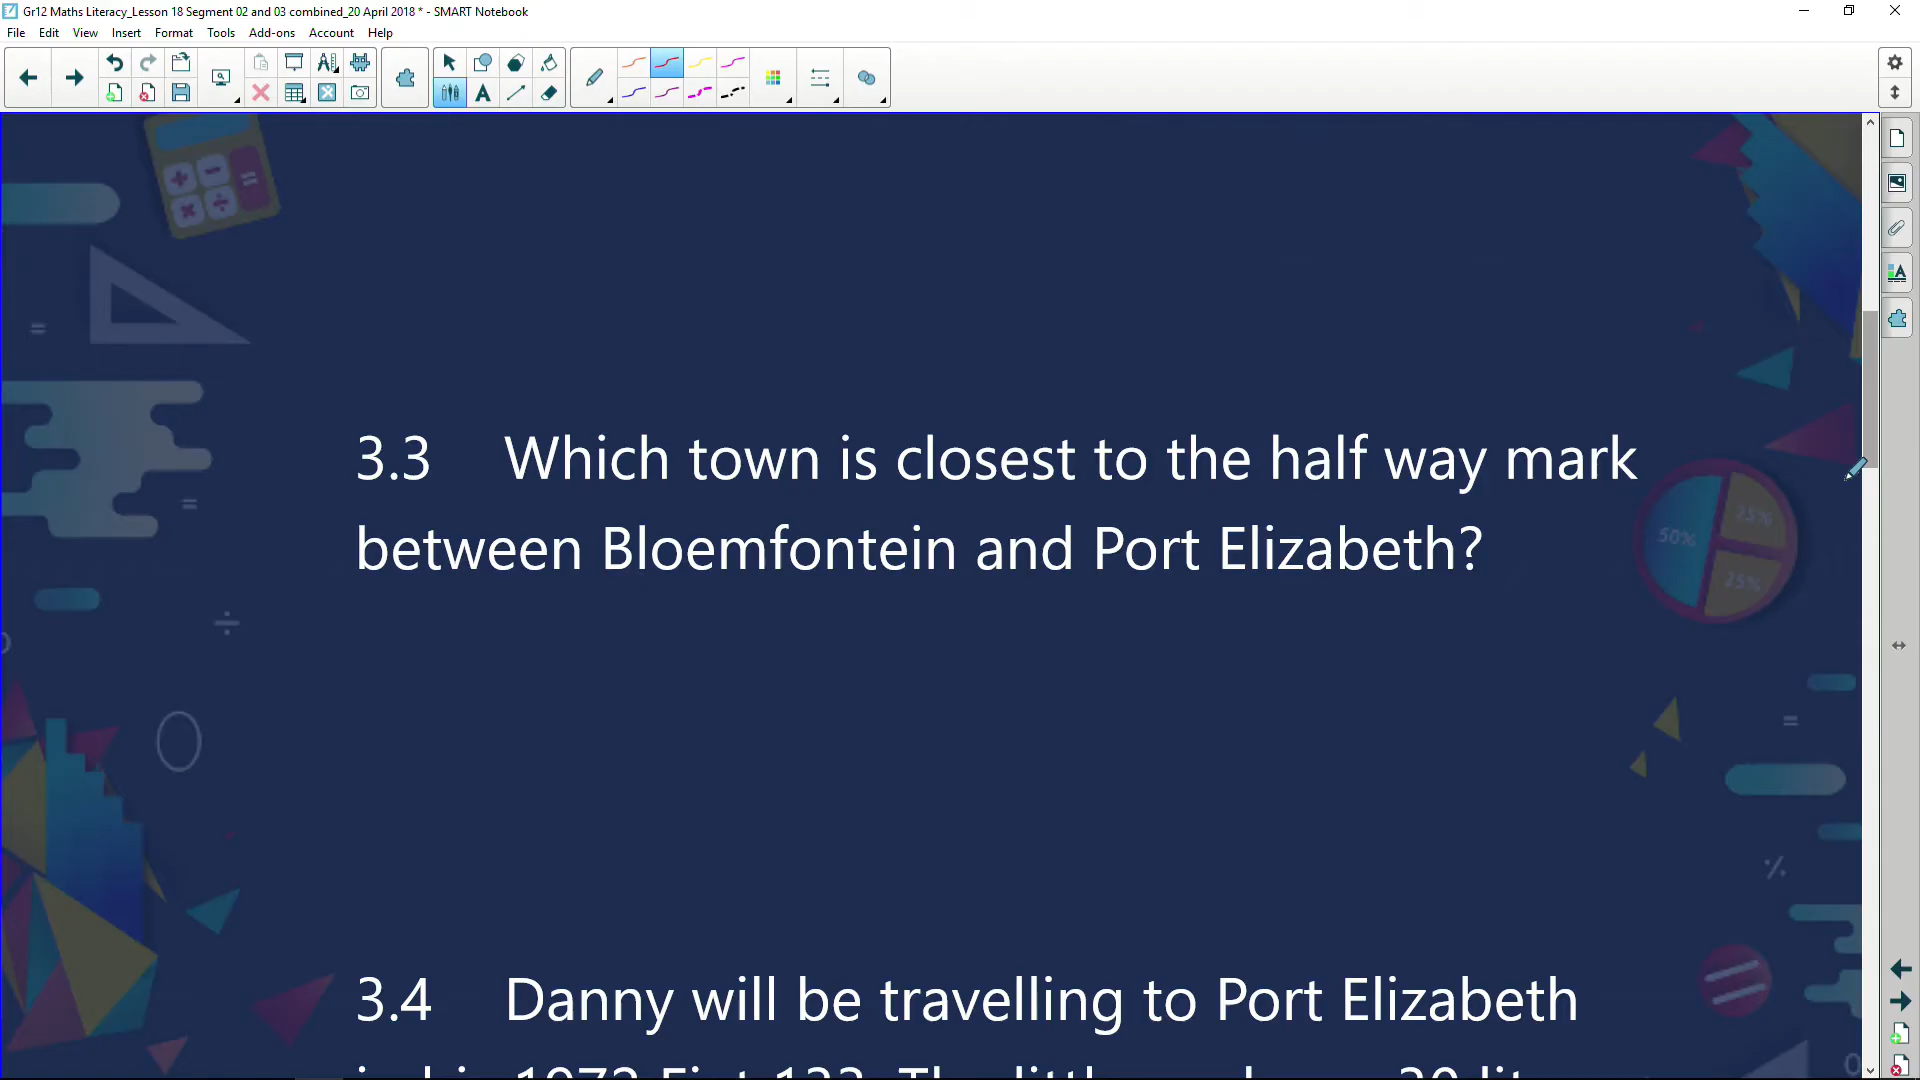 Gr12 Maths Literacy_Lesson 18 Segment 02 and 03 combined_20 April 2018 * - SMART Notebook
File Edit View Insert Format Tools Add-ons Account Help
3.3 Which town is closest to the half way mark
between Bloemfontein and Port Elizabeth?
50% 25%
25%
3.4 Danny will be travelling to Port Elizabeth